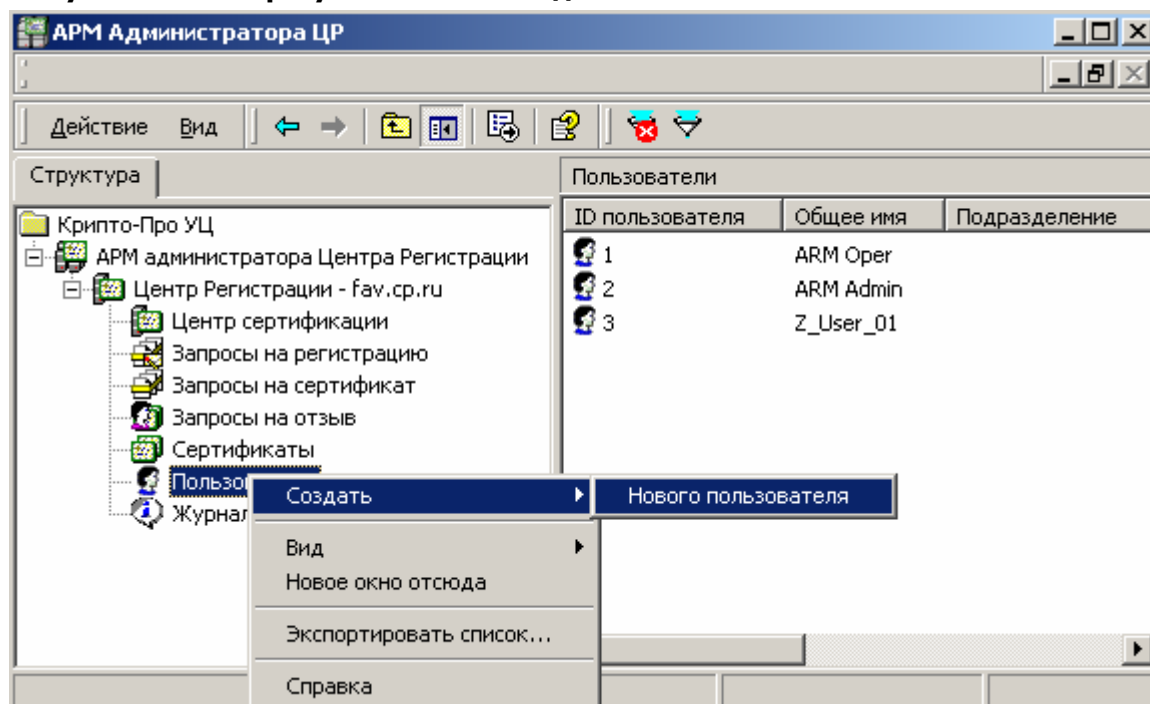 АРМ Администратора ЦР
Действие Вид
Структура
Пользователи
Крипто-Про УЦ
АРМ администратора Центра Регистрации
Центр Регистрации - fav.cp.ru
Центр сертификации
Запросы на регистрацию
Запросы на сертификат
Запросы на отзыв
Сертификаты
Журнал
ID пользователя Общее имя Подразделение
1 ARM Oper
2 ARM Admin
3 Z_User_01
Создать
Нового пользователя
Вид
Новое окно отсюда
Экспортировать список...
Справка